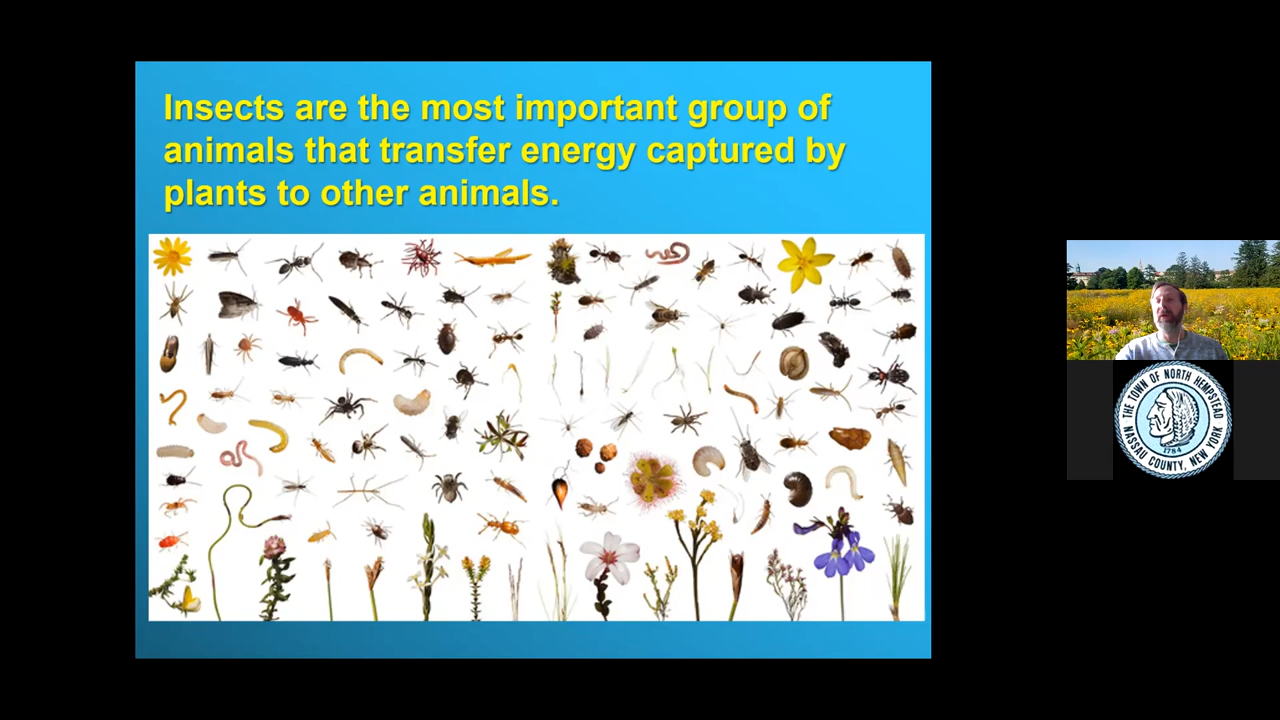 Insects are the most important group of
animals that transfer energy captured by
plants to other animals.
THE TOWN OF NORTH HEMPSTEAD
NASSAU COUNTY, NEW YORK
1784